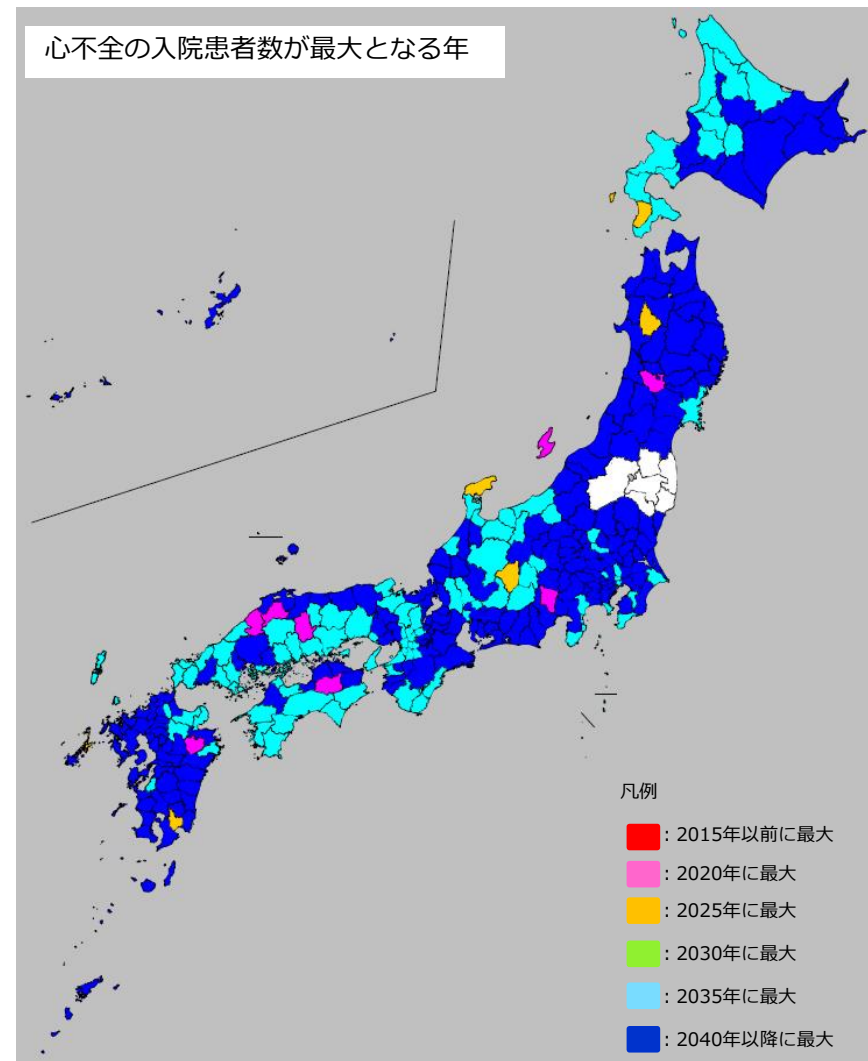 心不全の入院患者数が最大となる年
凡例
：2015年以前に最大
：2020年に最大
：2025年に最大
：2030年に最大
：2035年に最大
：2040年以降に最大